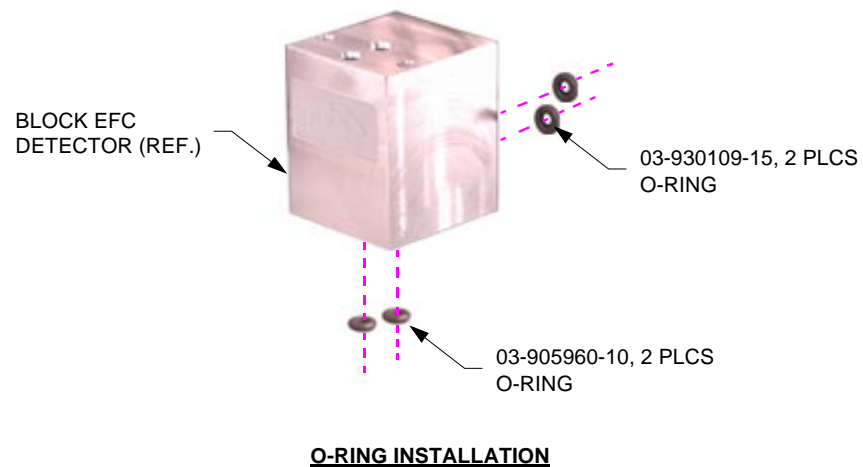 BLOCK EFC
DETECTOR (REF.)
03-930109-15, 2 PLCS
O-RING
03-905960-10, 2 PLCS
O-RING
O-RING INSTALLATION